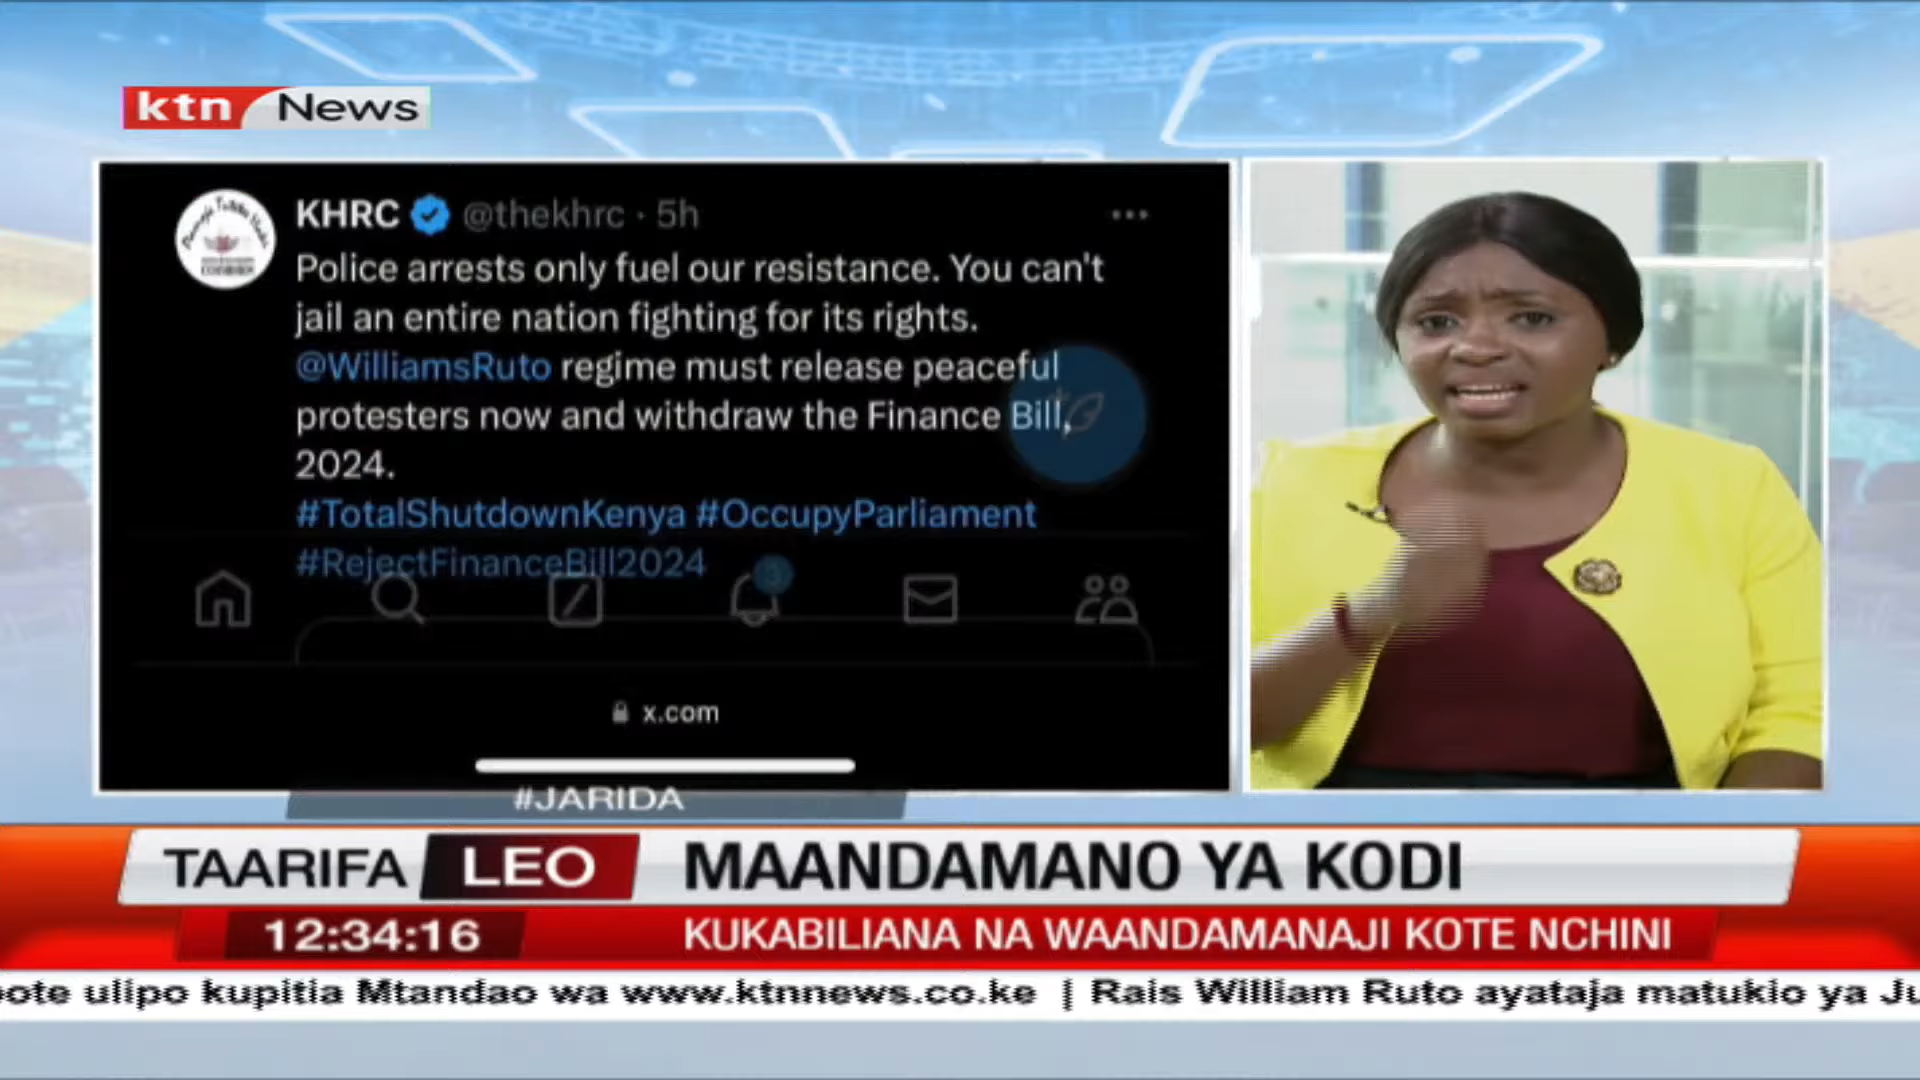 ktn News
KHRC @thekhrc · 5h
Police arrests only fuel our resistance. You can't
jail an entire nation fighting for its rights.
@WilliamsRuto regime must release peaceful
protesters now and withdraw the Finance Bill,
2024.
#TotalShutdownKenya #OccupyParliament
#RejectFinanceBill2024
x.com
#JARIDA
TAARIFA LEO MAANDAMANO YA KODI
12:34:16 KUKABILIANA NA WAANDAMANAJI KOTE NCHINI
ulipo kupitia Mtandao wa www.ktnnews.co.ke | Rais William Ruto ayataja matukio ya